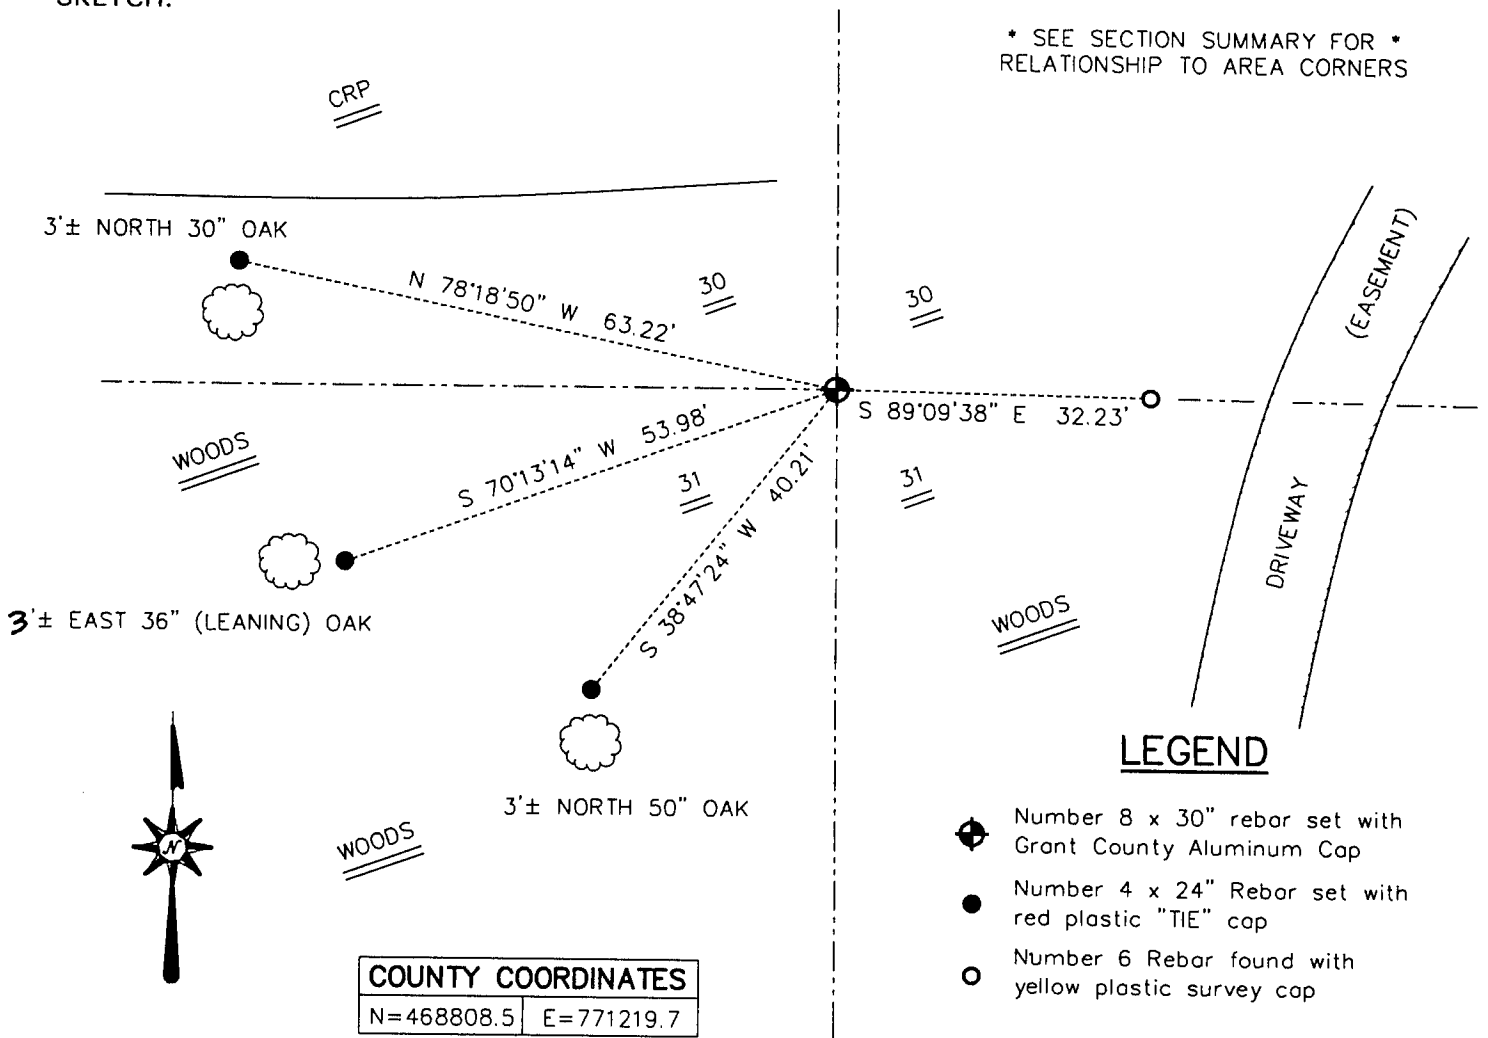 SKETCH:
* SEE SECTION SUMMARY FOR *
RELATIONSHIP TO AREA CORNERS
CRP
3'± NORTH 30" OAK
N 78°18'50" W 63.22'
30
30
(EASEMENT)
S 89°09'38" E 32.23'
WOODS
S 70°13'14" W 53.98'
31
31
S 38°47'24" W 40.21'
DRIVEWAY
3'± EAST 36" (LEANING) OAK
WOODS
3'± NORTH 50" OAK
WOODS
N
LEGEND
Number 8 x 30" rebar set with
Grant County Aluminum Cap
Number 4 x 24" Rebar set with
red plastic "TIE" cap
Number 6 Rebar found with
yellow plastic survey cap
COUNTY COORDINATES
N=468808.5 E=771219.7